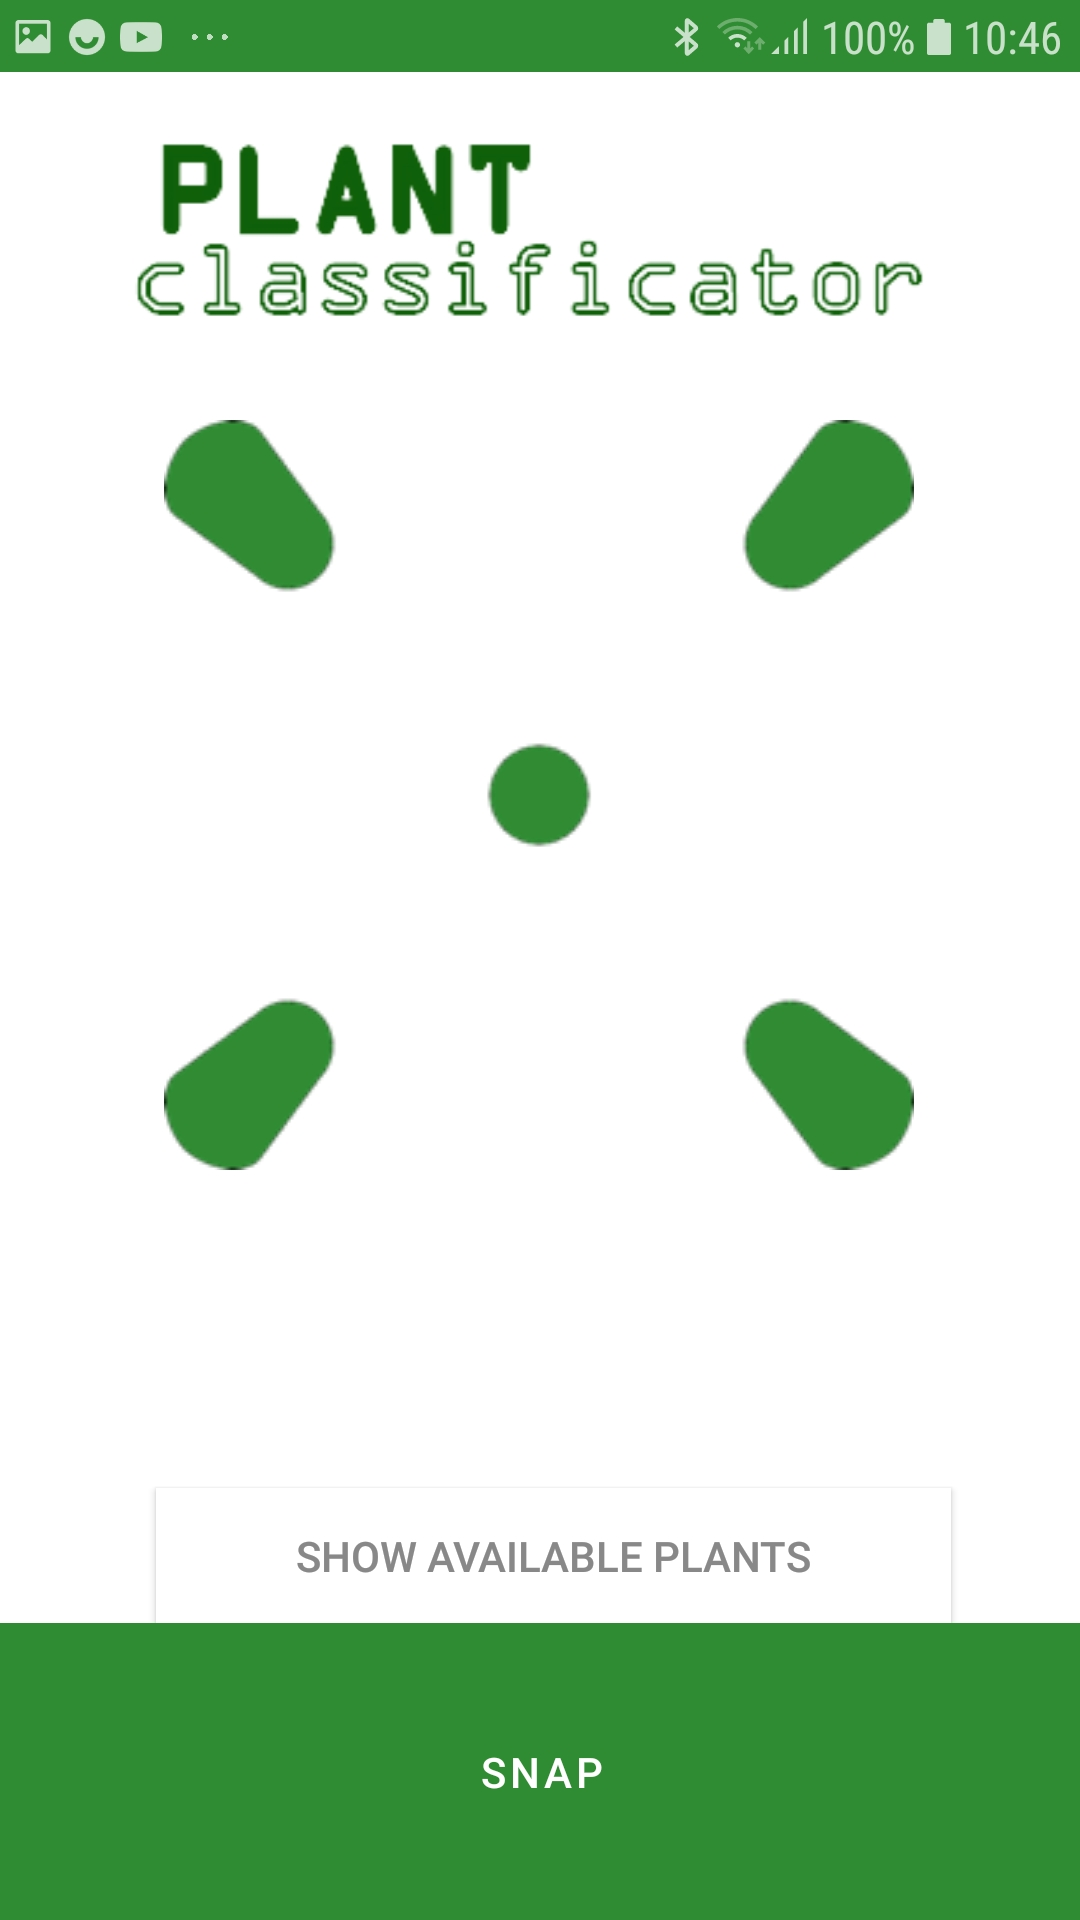 100% 10:46
PLANT
classificator
SHOW AVAILABLE PLANTS
SNAP